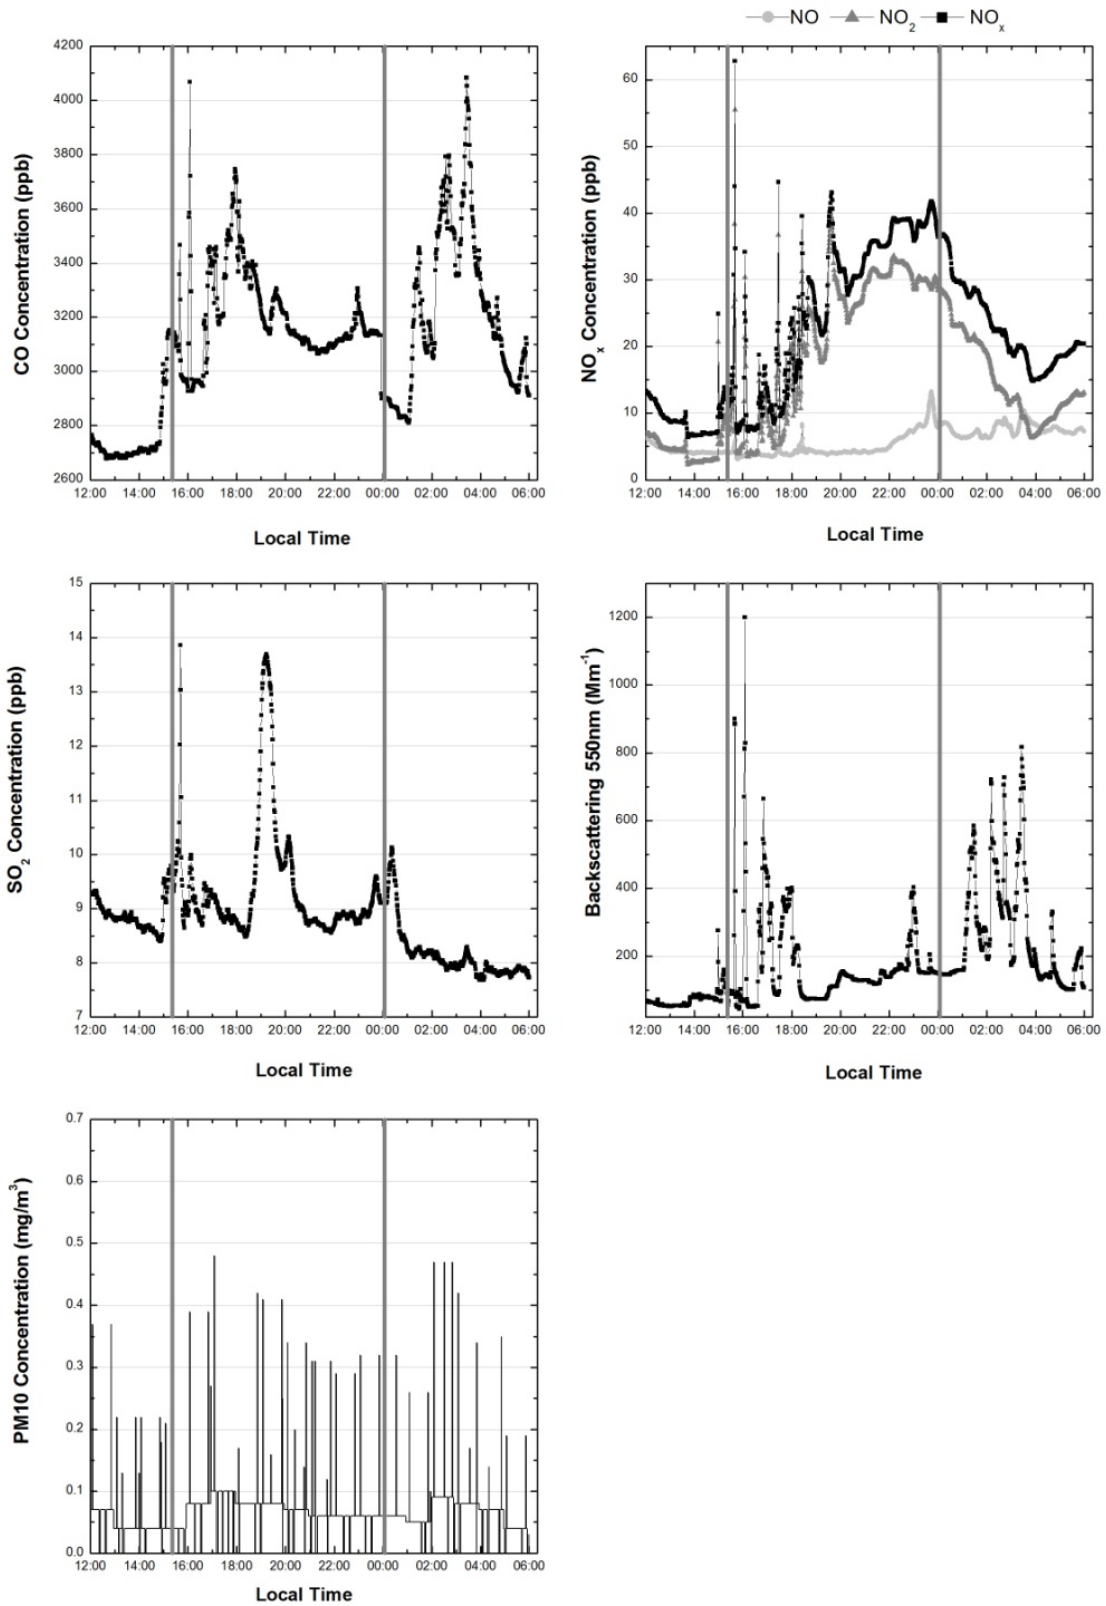 NO NO2 NOx
4200
4000
3800
3600
3400
3200
3000
2800
2600
CO Concentration (ppb)
12:00 14:00 16:00 18:00 20:00 22:00 00:00 02:00 04:00 06:00
Local Time
60
50
40
30
20
10
0
NOx Concentration (ppb)
12:00 14:00 16:00 18:00 20:00 22:00 00:00 02:00 04:00 06:00
Local Time
15
14
13
12
11
10
9
8
7
SO2 Concentration (ppb)
12:00 14:00 16:00 18:00 20:00 22:00 00:00 02:00 04:00 06:00
Local Time
1200
1000
800
600
400
200
Backscattering 550nm (Mm-1)
12:00 14:00 16:00 18:00 20:00 22:00 00:00 02:00 04:00 06:00
Local Time
0.7
0.6
0.5
0.4
0.3
0.2
0.1
0.0
PM10 Concentration (mg/m3)
12:00 14:00 16:00 18:00 20:00 22:00 00:00 02:00 04:00 06:00
Local Time